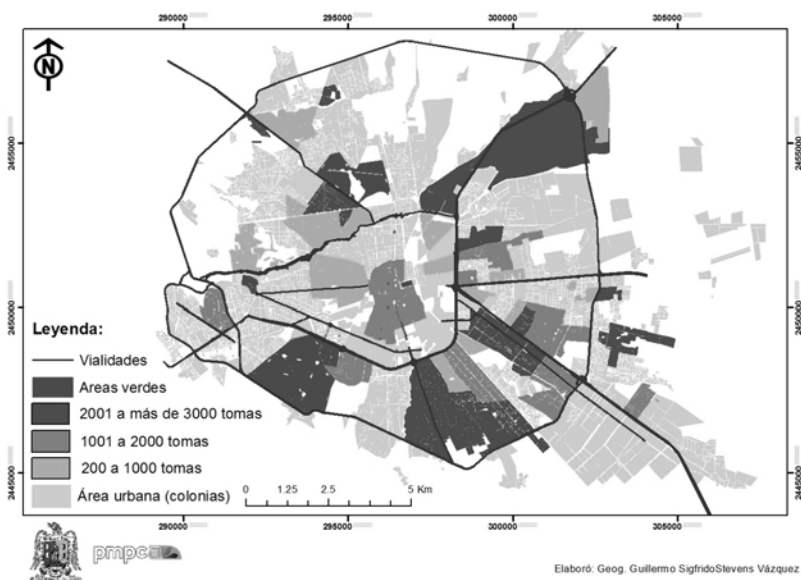 290000 295000 300000 305000
N
2455000 2455000
2450000 2450000
Leyenda:
Vialidades
Areas verdes
2001 a más de 3000 tomas
1001 a 2000 tomas
200 a 1000 tomas
Área urbana (colonias)
0 1.25 2.5 5 Km
2445000 2445000
290000 295000 300000 305000
pmpca
Elaboró: Geog. Guillermo SigfridoStevens Vázquez